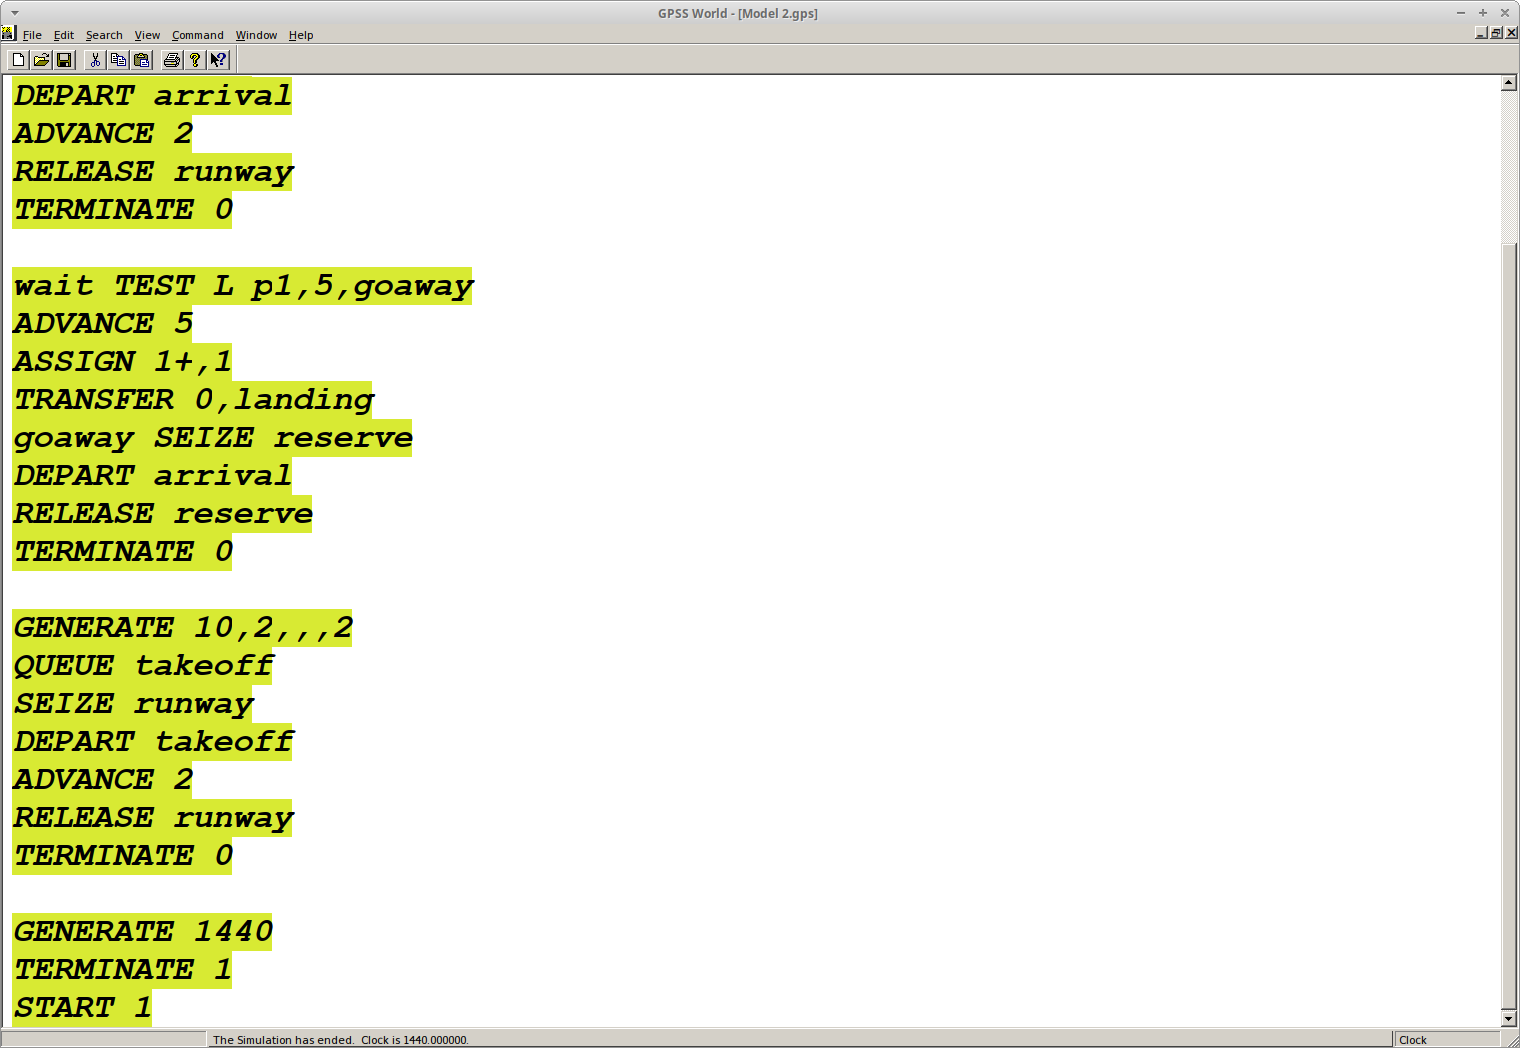 GPSS World - [Model 2.gps]
File Edit Search View Command Window Help
DEPART arrival
ADVANCE 2
RELEASE runway
TERMINATE 0
wait TEST L p1,5,goaway
ADVANCE 5
ASSIGN 1+,1
TRANSFER 0,landing
goaway SEIZE reserve
DEPART arrival
RELEASE reserve
TERMINATE 0
GENERATE 10,2,,,2
QUEUE takeoff
SEIZE runway
DEPART takeoff
ADVANCE 2
RELEASE runway
TERMINATE 0
GENERATE 1440
TERMINATE 1
START 1
The Simulation has ended.  Clock is 1440.000000.
Clock